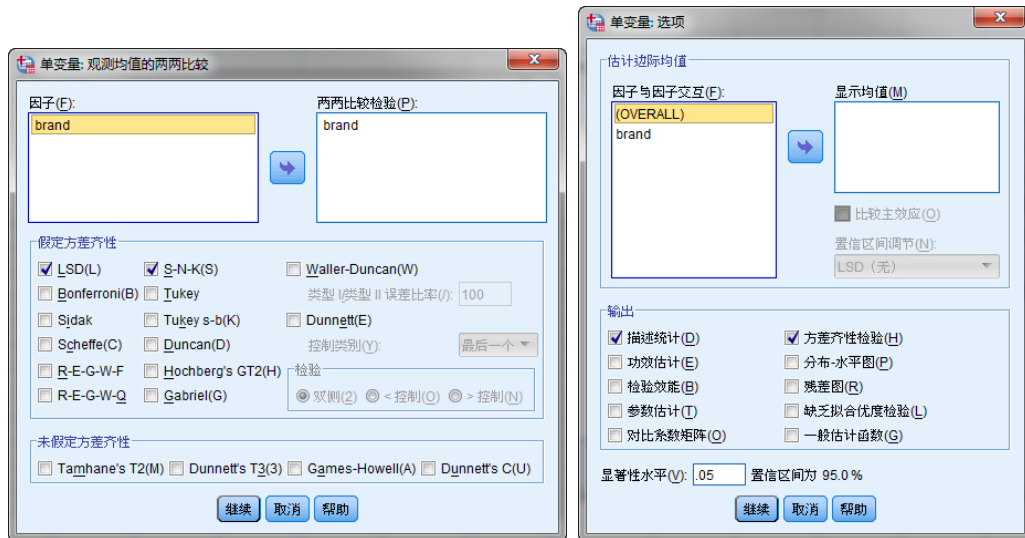 单变量: 观测均值的两两比较
因子(F):
两两比较检验(P):
brand
brand
假定方差齐性
LSD(L) S-N-K(S) Waller-Duncan(W)
Bonferroni(B) Tukey 类型 I/类型 II 误差比率(/): 100
Sidak Tukey s-b(K) Dunnett(E)
Scheffe(C) Duncan(D) 控制类别(Y): 最后一个
R-E-G-W-F Hochberg's GT2(H) 检验
R-E-G-W-Q Gabriel(G) 双侧(2) < 控制(O) > 控制(N)
未假定方差齐性
Tamhane's T2(M) Dunnett's T3(3) Games-Howell(A) Dunnett's C(U)
继续 取消 帮助
单变量: 选项
估计边际均值
因子与因子交互(F):
显示均值(M)
(OVERALL)
brand
比较主效应(O)
置信区间调节(N):
LSD (无)
输出
描述统计(D) 方差齐性检验(H)
功效估计(E) 分布-水平图(P)
检验效能(B) 残差图(R)
参数估计(T) 缺乏拟合优度检验(L)
对比系数矩阵(O) 一般估计函数(G)
显著性水平(V): .05 置信区间为 95.0 %
继续 取消 帮助